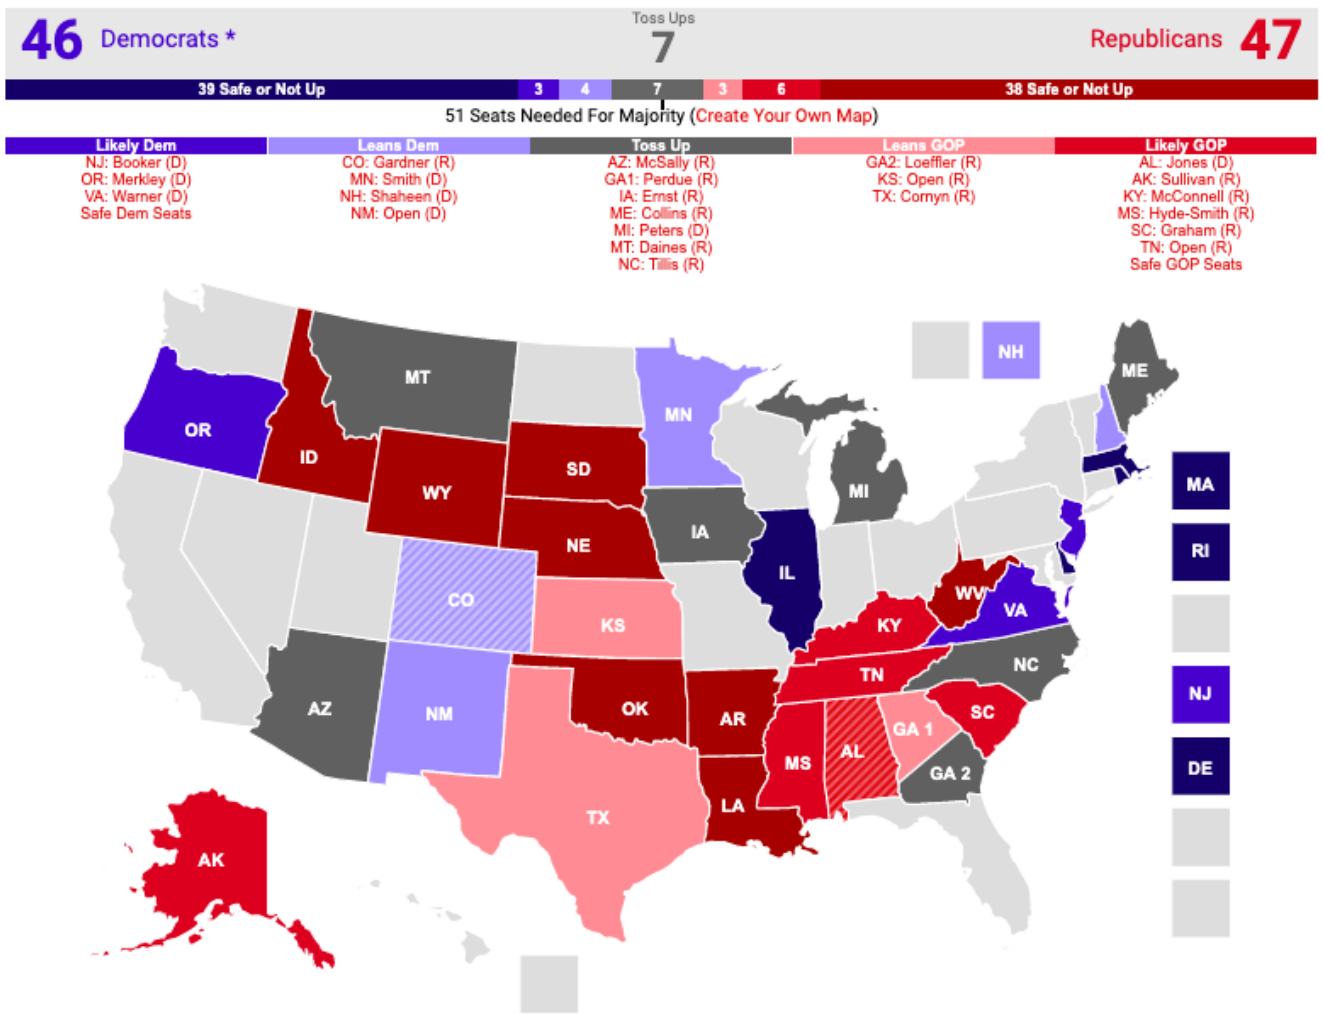 46 Democrats *
Toss Ups
7
Republicans 47
39 Safe or Not Up
3
4
7
3
6
38 Safe or Not Up
51 Seats Needed For Majority (Create Your Own Map)
Likely Dem
NJ: Booker (D)
OR: Merkley (D)
VA: Warner (D)
Safe Dem Seats
Leans Dem
CO: Gardner (R)
MN: Smith (D)
NH: Shaheen (D)
NM: Open (D)
Toss Up
AZ: McSally (R)
GA1: Perdue (R)
IA: Ernst (R)
ME: Collins (R)
MI: Peters (D)
MT: Daines (R)
NC: Tillis (R)
Leans GOP
GA2: Loeffler (R)
KS: Open (R)
TX: Cornyn (R)
Likely GOP
AL: Jones (D)
AK: Sullivan (R)
KY: McConnell (R)
MS: Hyde-Smith (R)
SC: Graham (R)
TN: Open (R)
Safe GOP Seats
NH
ME
MT
MN
OR
ID
SD
WY
MI
MA
IA
NE
RI
IL
CO
WV
VA
KS
KY
NC
TN
NJ
AZ
NM
OK
AR
SC
GA 1
AL
MS
GA 2
DE
LA
TX
AK